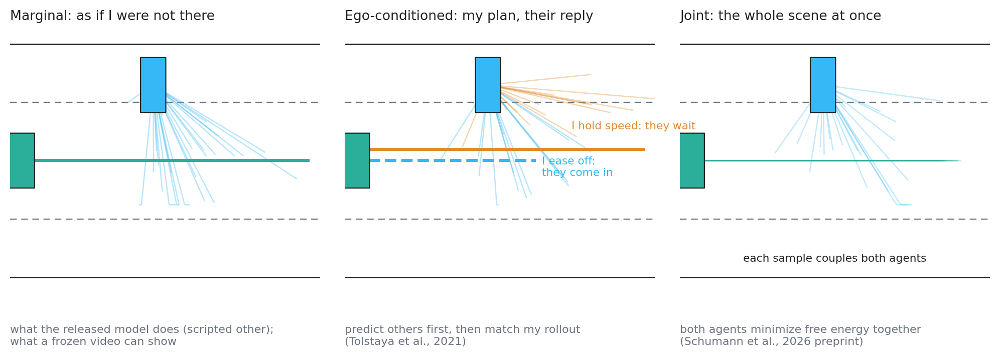 Marginal: as if I were not there
Ego-conditioned: my plan, their reply
Joint: the whole scene at once
I hold speed: they wait
I ease off:
they come in
each sample couples both agents
what the released model does (scripted other);
what a frozen video can show
predict others first, then match my rollout
(Tolstaya et al., 2021)
both agents minimize free energy together
(Schumann et al., 2026 preprint)